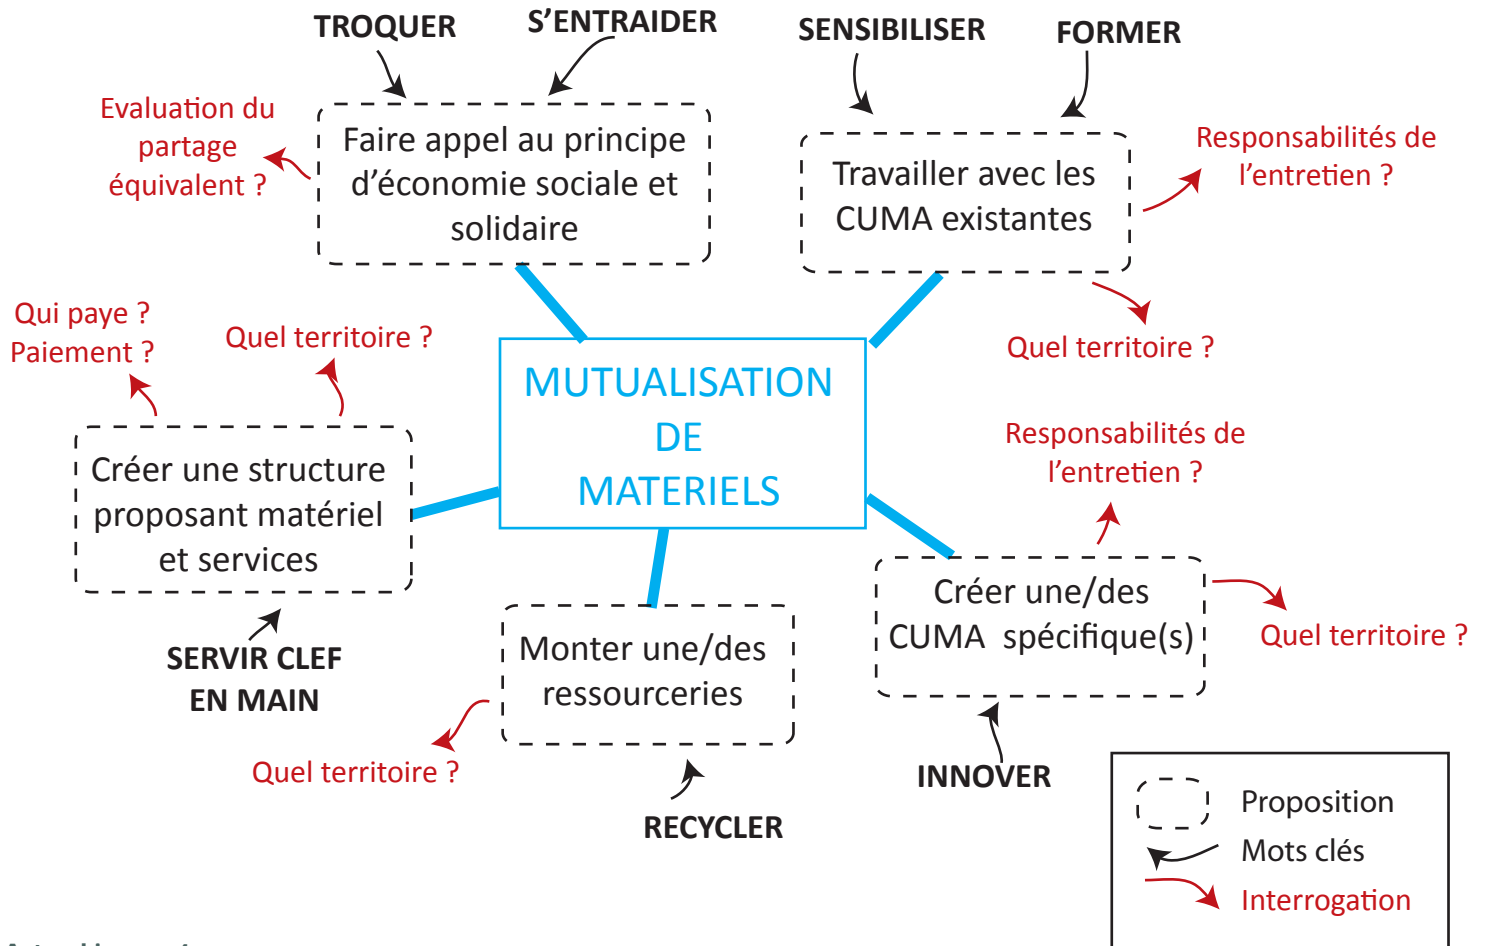 TROQUER
S'ENTRAIDER
SENSIBILISER
FORMER
Evaluation du
partage
équivalent ?
Faire appel au principe
d'économie sociale et
solidaire
Travailler avec les
CUMA existantes
Responsabilités de
l'entretien ?
Qui paye ?
Paiement ?
Quel territoire ?
Quel territoire ?
MUTUALISATION
DE
MATERIELS
Créer une structure
proposant matériel
et services
Responsabilités de
l'entretien ?
SERVIR CLEF
EN MAIN
Monter une/des
ressourceries
Créer une/des
CUMA spécifique(s)
Quel territoire ?
Quel territoire ?
RECYCLER
INNOVER
Proposition
Mots clés
Interrogation